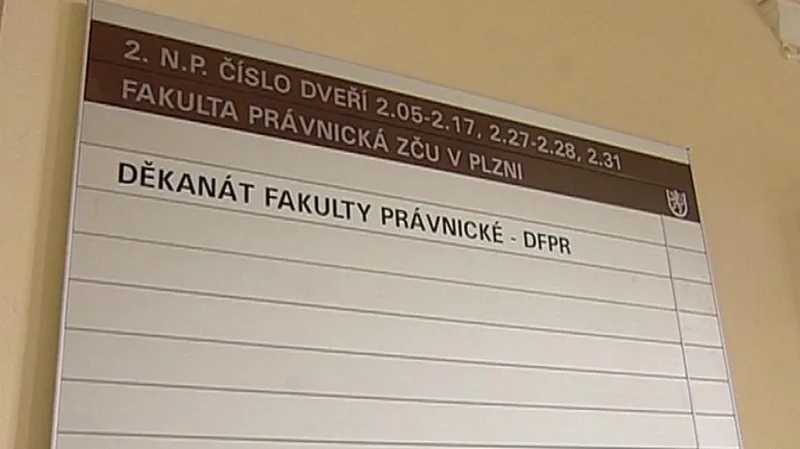 2. N.P. ČÍSLO DVEŘÍ 2.05-2.17, 2.27-2.28, 2.31
FAKULTA PRÁVNICKÁ ZČU V PLZNI
DĚKANÁT FAKULTY PRÁVNICKÉ - DFPR